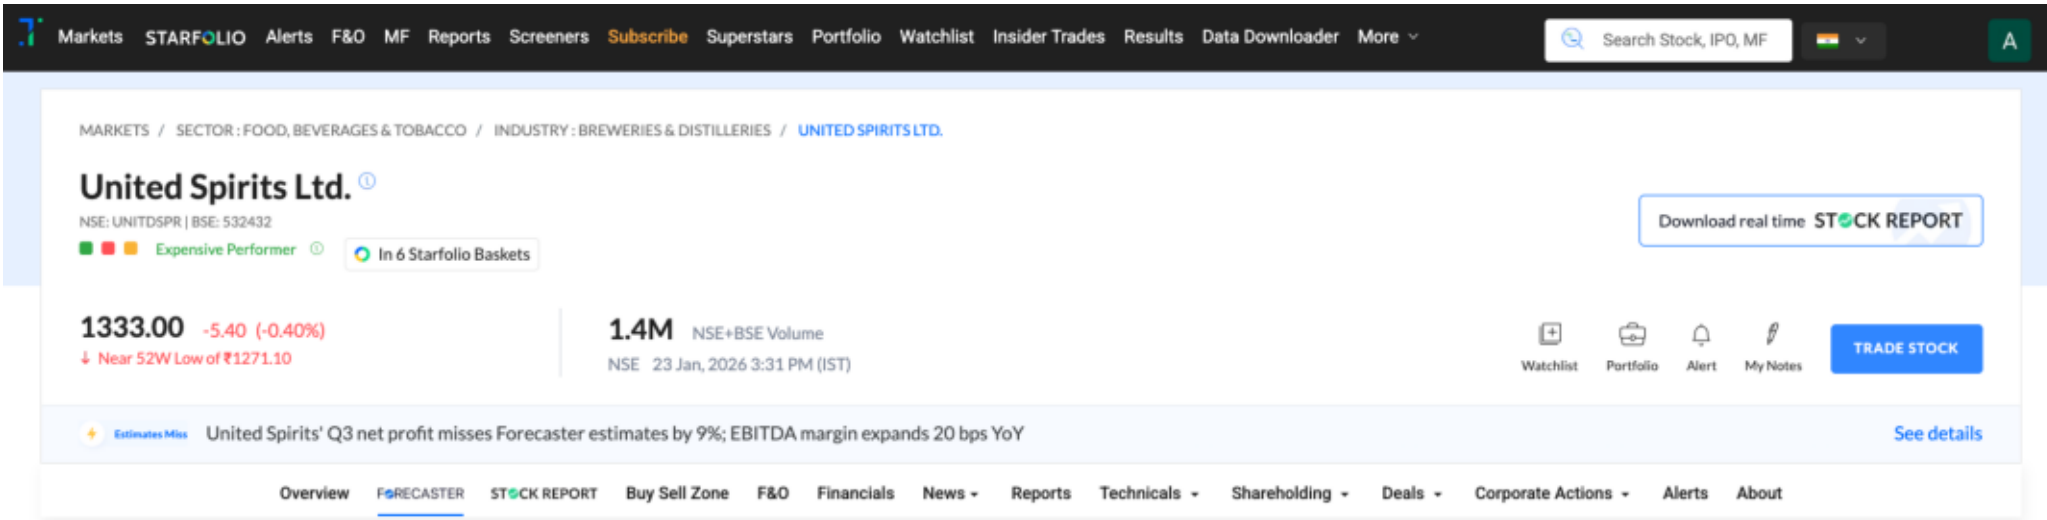 Markets STARFOLIO Alerts F&O MF Reports Screeners Subscribe Superstars Portfolio Watchlist Insider Trades Results Data Downloader More Search Stock, IPO, MF A
MARKETS / SECTOR : FOOD, BEVERAGES & TOBACCO / INDUSTRY : BREWERIES & DISTILLERIES / UNITED SPIRITS LTD.
United Spirits Ltd.
NSE: UNITDSPR | BSE: 532432
Download real time STOCK REPORT
Expensive Performer In 6 Starfolio Baskets
1333.00 -5.40 (-0.40%)
↓ Near 52W Low of ₹1271.10
1.4M NSE+BSE Volume
NSE 23 Jan, 2026 3:31 PM (IST)
Watchlist Portfolio Alert My Notes TRADE STOCK
Estimates Miss United Spirits' Q3 net profit misses Forecaster estimates by 9%; EBITDA margin expands 20 bps YoY See details
Overview FORECASTER STOCK REPORT Buy Sell Zone F&O Financials News Reports Technicals Shareholding Deals Corporate Actions Alerts About